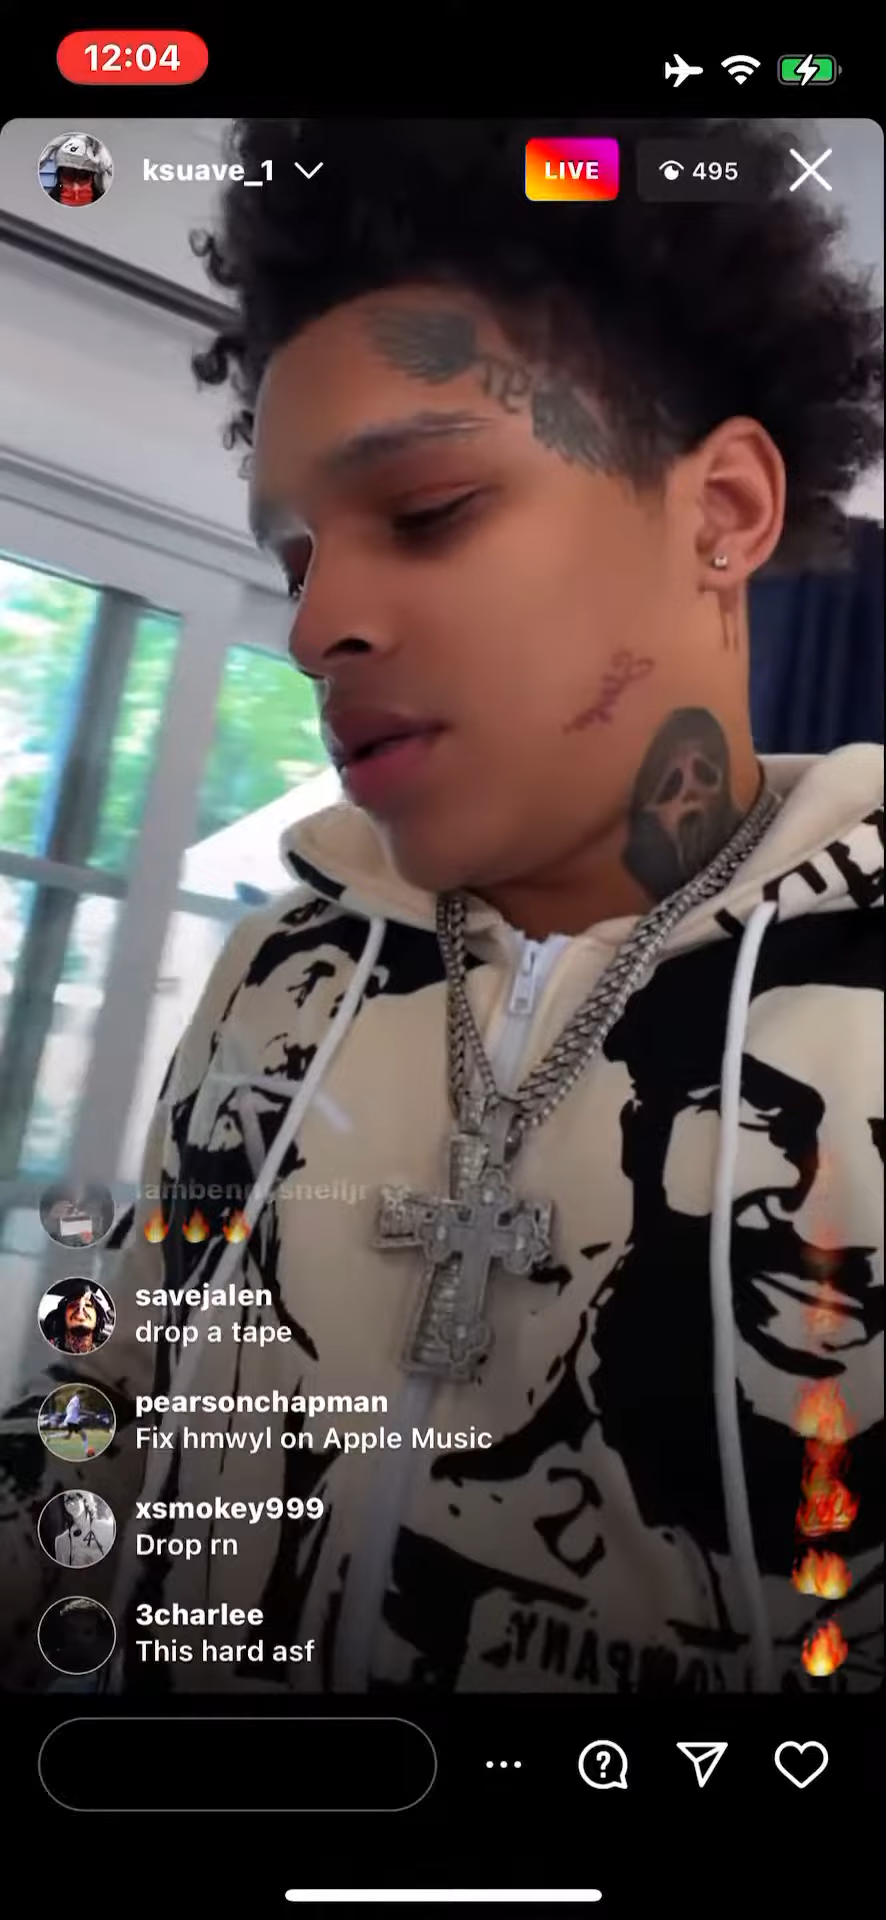 12:04
ksuave_1
LIVE
495
savejalen
drop a tape
pearsonchapman
Fix hmwyl on Apple Music
xsmokey999
Drop rn
3charlee
This hard asf